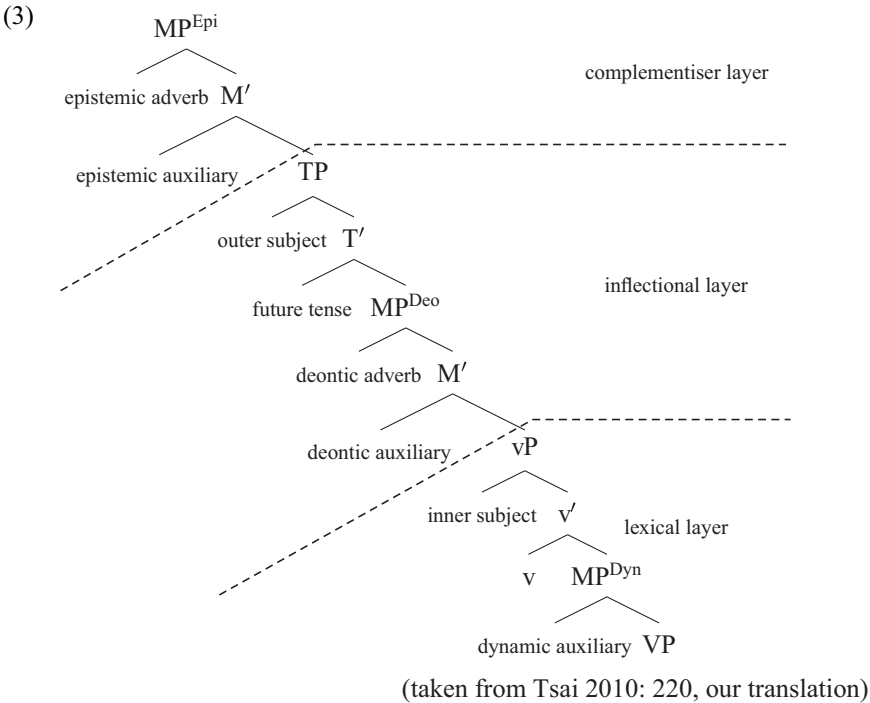 (3)
MP^Epi
complementiser layer
epistemic adverb M′
epistemic auxiliary TP
outer subject T′
inflectional layer
future tense MP^Deo
deontic adverb M′
deontic auxiliary vP
inner subject v′
lexical layer
v MP^Dyn
dynamic auxiliary VP
(taken from Tsai 2010: 220, our translation)